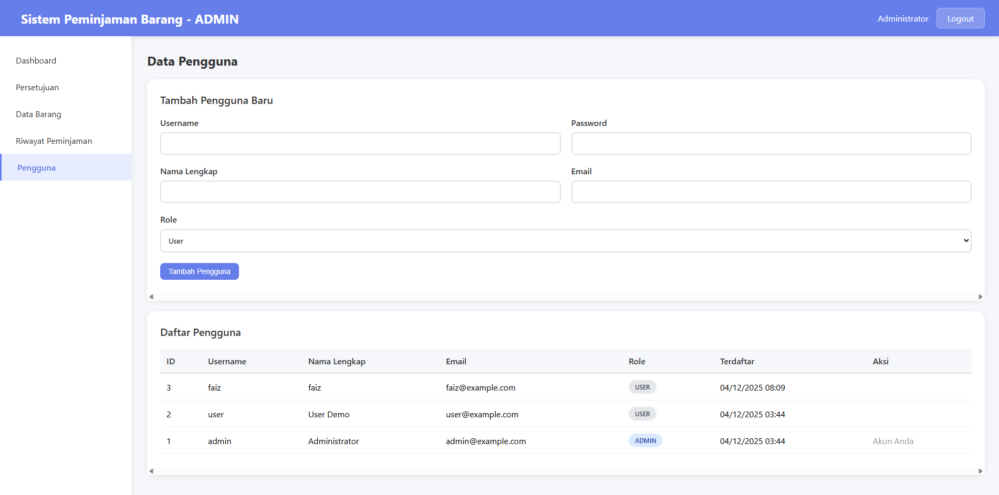 Sistem Peminjaman Barang - ADMIN
Administrator
Logout
Dashboard
Persetujuan
Data Barang
Riwayat Peminjaman
Pengguna
Data Pengguna
Tambah Pengguna Baru
Username
Password
Nama Lengkap
Email
Role
User
Tambah Pengguna
Daftar Pengguna
ID Username Nama Lengkap Email Role Terdaftar Aksi
3 faiz faiz faiz@example.com USER 04/12/2025 08:09
2 user User Demo user@example.com USER 04/12/2025 03:44
1 admin Administrator admin@example.com ADMIN 04/12/2025 03:44 Akun Anda